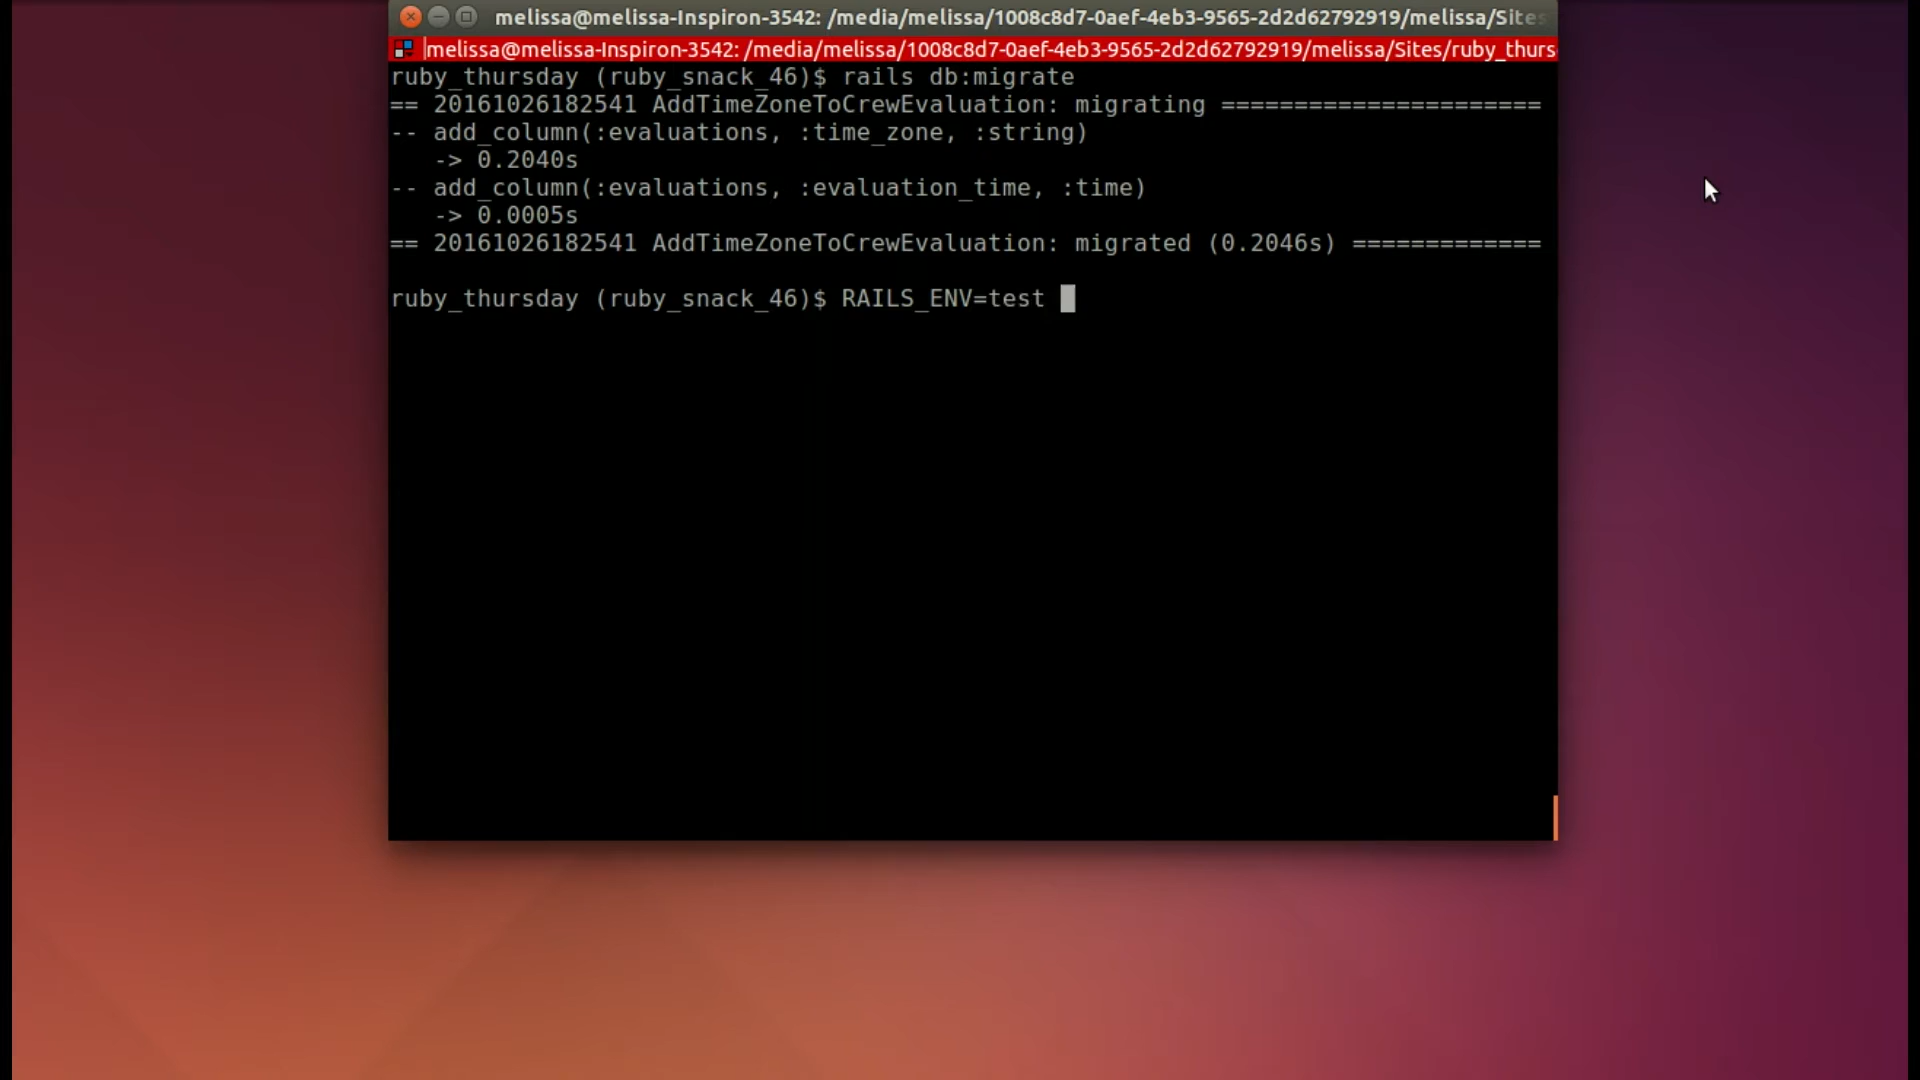 melissa@melissa-Inspiron-3542: /media/melissa/1008c8d7-0aef-4eb3-9565-2d2d62792919/melissa/Sites
melissa@melissa-Inspiron-3542: /media/melissa/1008c8d7-0aef-4eb3-9565-2d2d62792919/melissa/Sites/ruby_thurs
ruby_thursday (ruby_snack_46)$ rails db:migrate
== 20161026182541 AddTimeZoneToCrewEvaluation: migrating ======================
-- add_column(:evaluations, :time_zone, :string)
   -> 0.2040s
-- add_column(:evaluations, :evaluation_time, :time)
   -> 0.0005s
== 20161026182541 AddTimeZoneToCrewEvaluation: migrated (0.2046s) =============
ruby_thursday (ruby_snack_46)$ RAILS_ENV=test